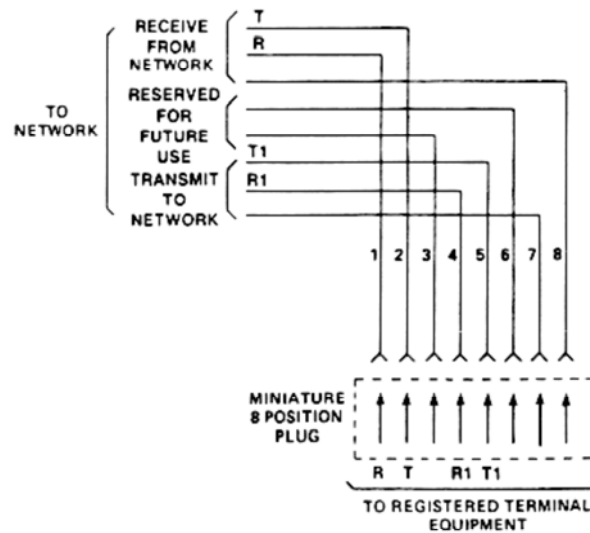 T
RECEIVE
R
FROM
NETWORK
RESERVED
TO
NETWORK
FOR
FUTURE
USE
T1
TRANSMIT
R1
TO
NETWORK
1 2 3 4 5 6 7 8
MINIATURE
8 POSITION
PLUG
R T R1 T1
TO REGISTERED TERMINAL
EQUIPMENT